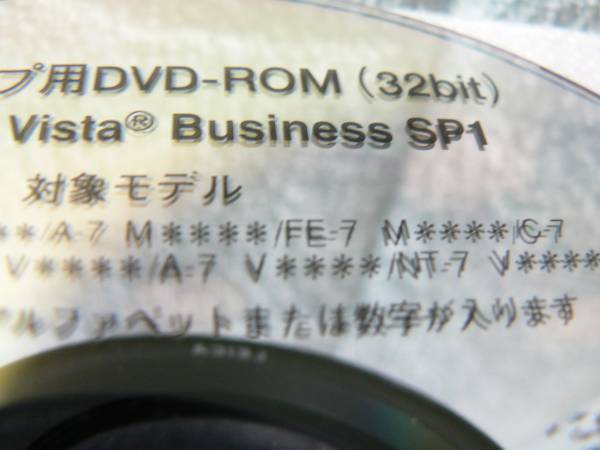 プ用DVD-ROM（32bit）
Vista® Business SP1
対象モデル
**/A-7 M****/FE-7 M****/C-7
V****/A-7 V****/NT-7 V****
アルファベットまたは数字が入ります